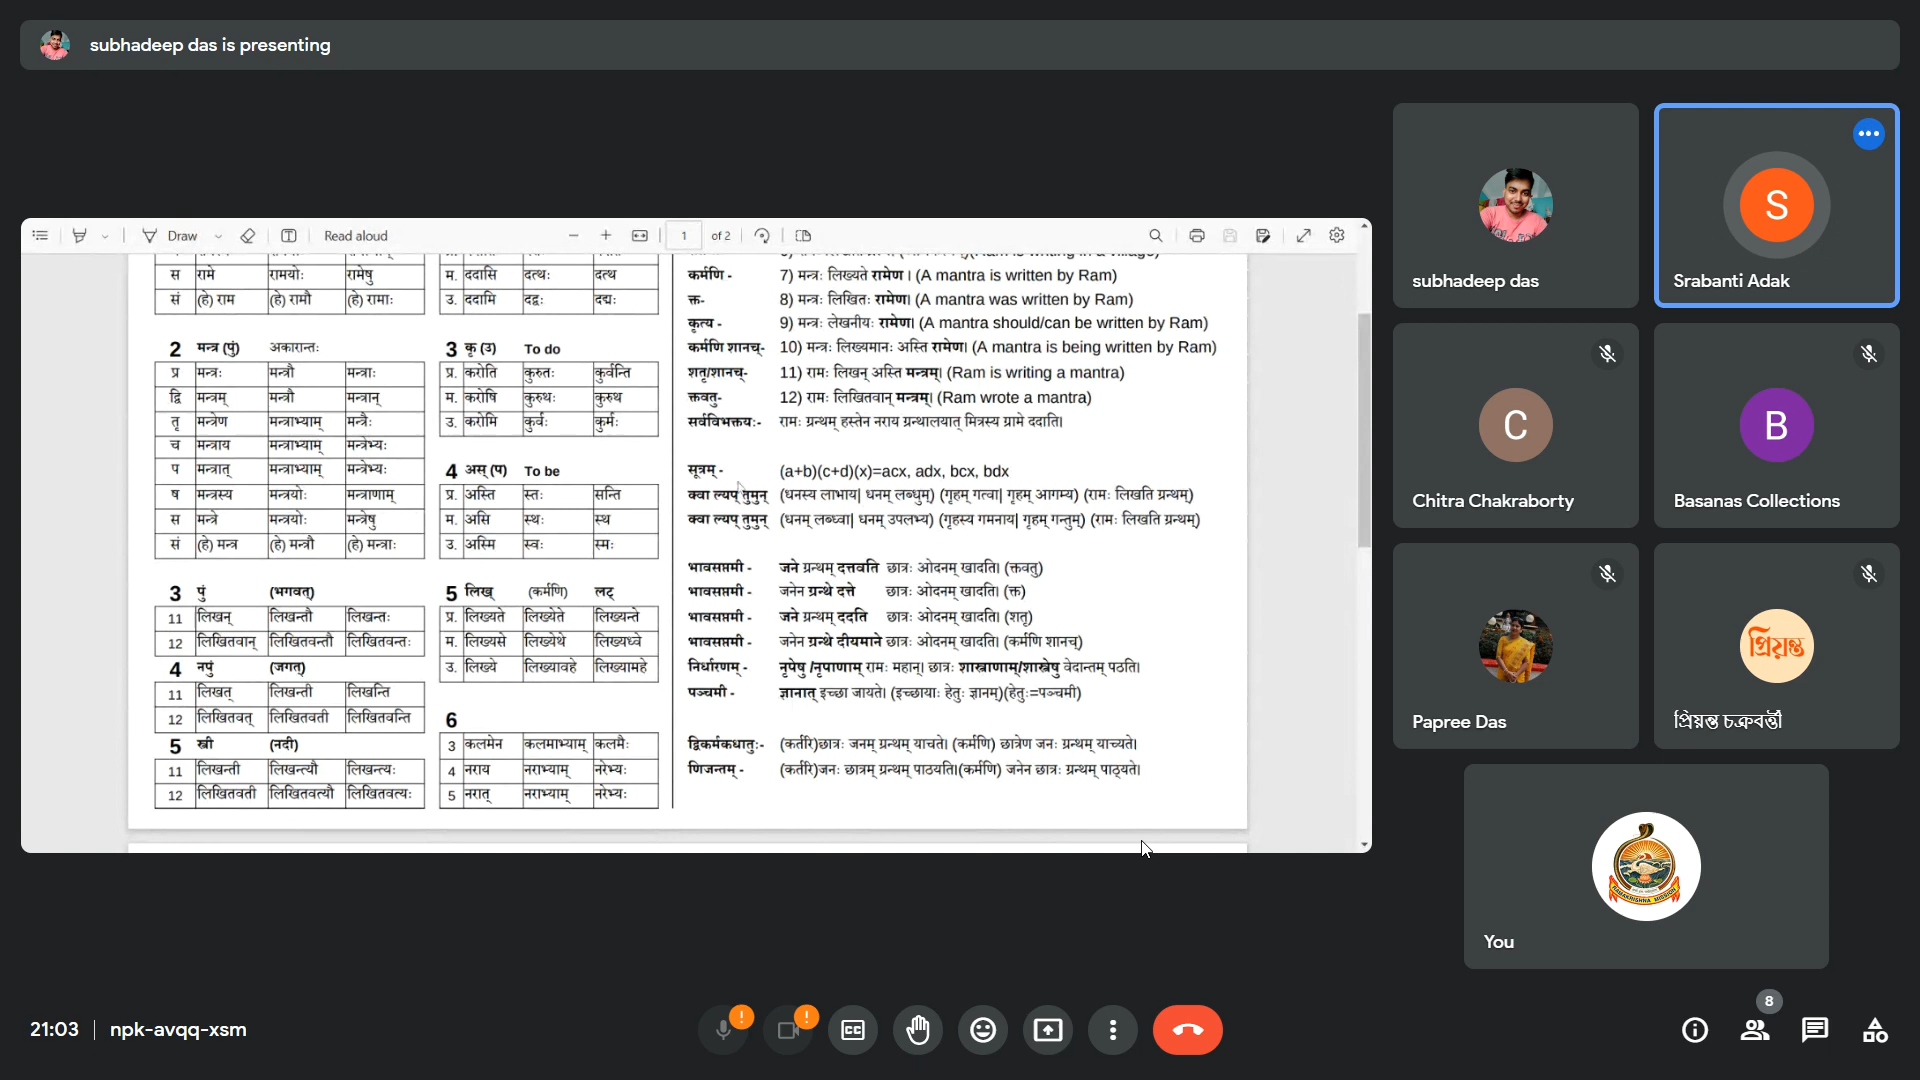 subhadeep das is presenting
Draw
Read aloud
1 of 2
स रामे रामयोः रामेषु
सं (हे) राम (हे) रामौ (हे) रामाः
2 मन्त्र (पुं) अकारान्तः
प्र मन्त्रः मन्त्रौ मन्त्राः
द्वि मन्त्रम् मन्त्रौ मन्त्रान्
तृ मन्त्रेण मन्त्राभ्याम् मन्त्रैः
च मन्त्राय मन्त्राभ्याम् मन्त्रेभ्यः
प मन्त्रात् मन्त्राभ्याम् मन्त्रेभ्यः
ष मन्त्रस्य मन्त्रयोः मन्त्राणाम्
स मन्त्रे मन्त्रयोः मन्त्रेषु
सं (हे) मन्त्र (हे) मन्त्रौ (हे) मन्त्राः
3 पुं (भगवत्)
11 लिखन् लिखन्तौ लिखन्तः
12 लिखितवान् लिखितवन्तौ लिखितवन्तः
4 नपुं (जगत्)
11 लिखत् लिखन्ती लिखन्ति
12 लिखितवत् लिखितवती लिखितवन्ति
5 स्त्री (नदी)
11 लिखन्ती लिखन्त्यौ लिखन्त्यः
12 लिखितवती लिखितवत्यौ लिखितवत्यः
म. ददासि दत्थः दत्थ
उ. ददामि दद्वः दद्मः
3 कृ (उ) To do
प्र. करोति कुरुतः कुर्वन्ति
म. करोषि कुरुथः कुरुथ
उ. करोमि कुर्वः कुर्मः
4 अस् (प) To be
प्र. अस्ति स्तः सन्ति
म. असि स्थः स्थ
उ. अस्मि स्वः स्मः
5 लिख् (कर्मणि) लट्
प्र. लिख्यते लिख्येते लिख्यन्ते
म. लिख्यसे लिख्येथे लिख्यध्वे
उ. लिख्ये लिख्यावहे लिख्यामहे
6
3 कलमेन कलमाभ्याम् कलमैः
4 नराय नराभ्याम् नरेभ्यः
5 नरात् नराभ्याम् नरेभ्यः
कर्मणि - 7) मन्त्रः लिख्यते रामेण । (A mantra is written by Ram)
क्त- 8) मन्त्रः लिखितः रामेण। (A mantra was written by Ram)
कृत्य - 9) मन्त्रः लेखनीयः रामेण। (A mantra should/can be written by Ram)
कर्मणि शानच्- 10) मन्त्रः लिख्यमानः अस्ति रामेण। (A mantra is being written by Ram)
शतृ/शानच्- 11) रामः लिखन् अस्ति मन्त्रम्। (Ram is writing a mantra)
क्तवतु- 12) रामः लिखितवान् मन्त्रम्। (Ram wrote a mantra)
सर्वविभक्तयः- रामः ग्रन्थम् हस्तेन नराय ग्रन्थालयात् मित्रस्य ग्रामे ददाति।
सूत्रम् - (a+b)(c+d)(x)=acx, adx, bcx, bdx
क्त्वा ल्यप् तुमुन् (धनस्य लाभाय| धनम् लब्धुम्) (गृहम् गत्वा| गृहम् आगम्य) (रामः लिखति ग्रन्थम्)
क्त्वा ल्यप् तुमुन् (धनम् लब्ध्वा| धनम् उपलभ्य) (गृहस्य गमनाय| गृहम् गन्तुम्) (रामः लिखति ग्रन्थम्)
भावसप्तमी - जने ग्रन्थम् दत्तवति छात्रः ओदनम् खादति। (क्तवतु)
भावसप्तमी - जनेन ग्रन्थे दत्ते छात्रः ओदनम् खादति। (क्त)
भावसप्तमी - जने ग्रन्थम् ददति छात्रः ओदनम् खादति। (शतृ)
भावसप्तमी - जनेन ग्रन्थे दीयमाने छात्रः ओदनम् खादति। (कर्मणि शानच्)
निर्धारणम् - नृपेषु /नृपाणाम् रामः महान्। छात्रः शास्त्राणाम्/शास्त्रेषु वेदान्तम् पठति।
पञ्चमी - ज्ञानात् इच्छा जायते। (इच्छायाः हेतुः ज्ञानम्)(हेतुः=पञ्चमी)
द्विकर्मकधातुः- (कर्तरि)छात्रः जनम् ग्रन्थम् याचते। (कर्मणि) छात्रेण जनः ग्रन्थम् याच्यते।
णिजन्तम् - (कर्तरि)जनः छात्रम् ग्रन्थम् पाठयति।(कर्मणि) जनेन छात्रः ग्रन्थम् पाठ्यते।
subhadeep das
S
Srabanti Adak
C
Chitra Chakraborty
B
Basanas Collections
Papree Das
প্রিয়ন্ত
প্রিয়ন্ত চক্রবর্ত্তী
RAMAKRISHNA MISSION
You
21:03 | npk-avqq-xsm
8